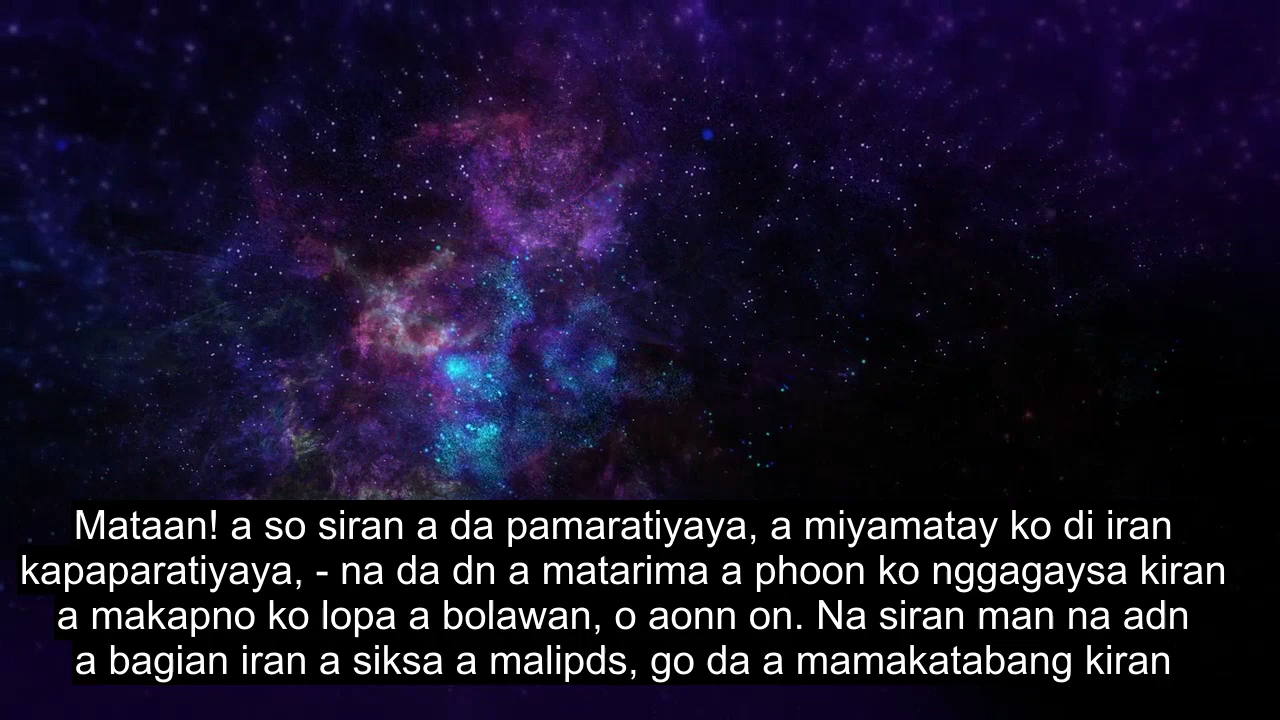 Mataan! a so siran a da pamaratiyaya, a miyamatay ko di iran
kapaparatiyaya, - na da dn a matarima a phoon ko nggagaysa kiran
a makapno ko lopa a bolawan, o aonn on. Na siran man na adn
a bagian iran a siksa a malipds, go da a mamakatabang kiran